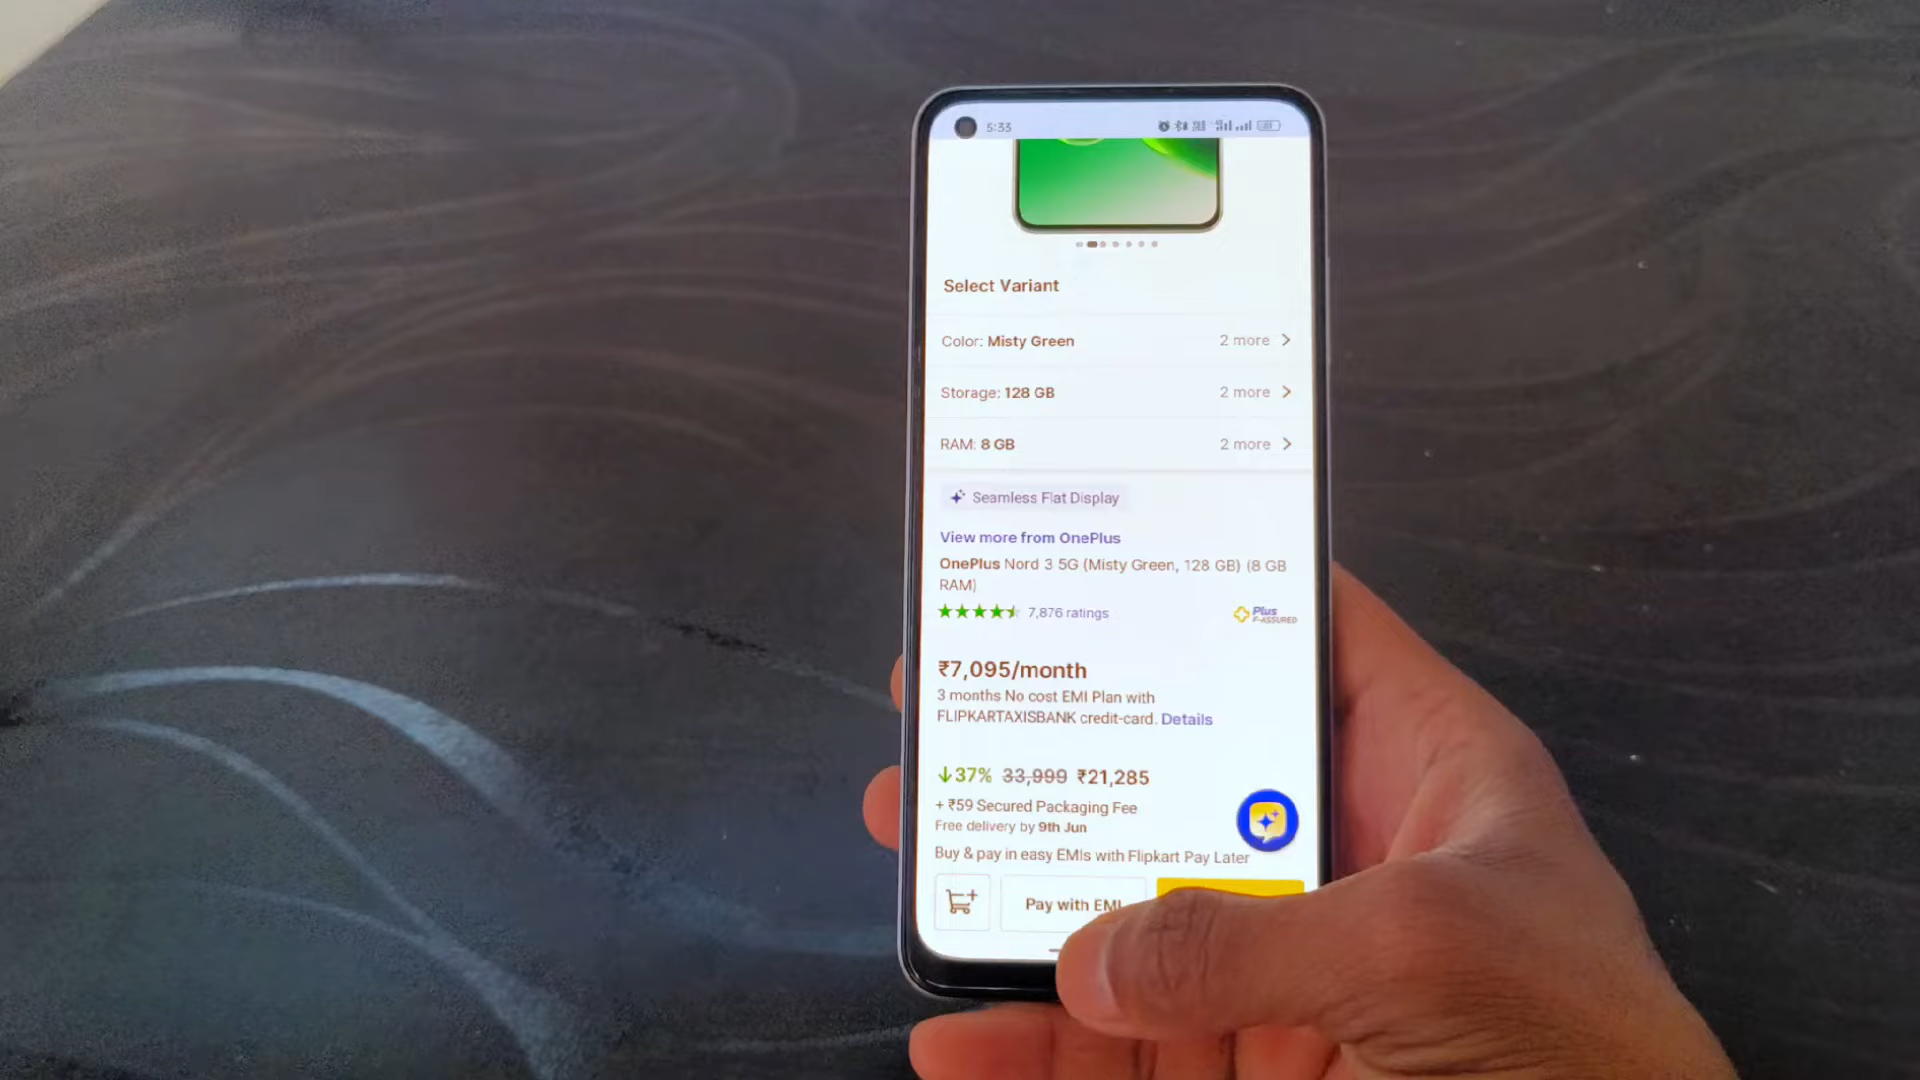 5:33
Select Variant
Color: Misty Green 2 more
Storage: 128 GB 2 more
RAM: 8 GB 2 more
Seamless Flat Display
View more from OnePlus
OnePlus Nord 3 5G (Misty Green, 128 GB) (8 GB
RAM)
7,876 ratings
Plus
F-ASSURED
₹7,095/month
3 months No cost EMI Plan with
FLIPKARTAXISBANK credit-card. Details
↓37% 33,999 ₹21,285
+ ₹59 Secured Packaging Fee
Free delivery by 9th Jun
Buy & pay in easy EMIs with Flipkart Pay Later
Pay with EMI